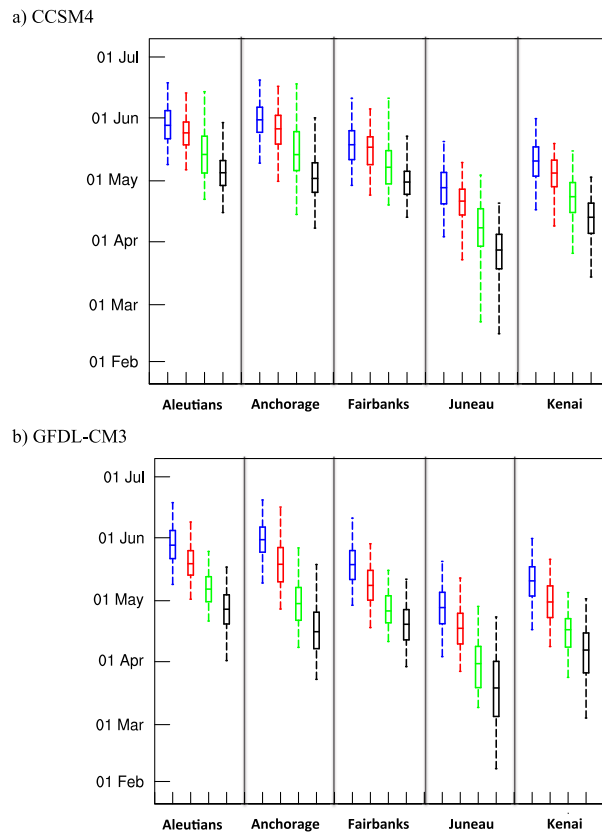 a) CCSM4
01 Jul
01 Jun
01 May
01 Apr
01 Mar
01 Feb
Aleutians Anchorage Fairbanks Juneau Kenai
b) GFDL-CM3
01 Jul
01 Jun
01 May
01 Apr
01 Mar
01 Feb
Aleutians Anchorage Fairbanks Juneau Kenai